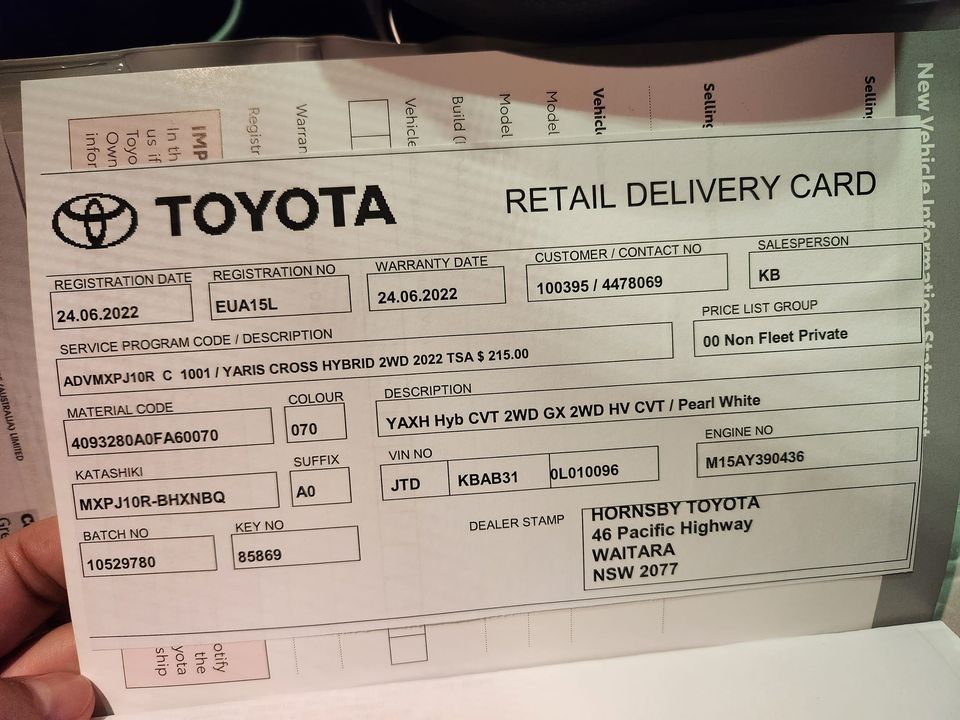 TOYOTA
RETAIL DELIVERY CARD
REGISTRATION DATE
24.06.2022
REGISTRATION NO
EUA15L
WARRANTY DATE
24.06.2022
CUSTOMER / CONTACT NO
100395 / 4478069
SALESPERSON
KB
SERVICE PROGRAM CODE / DESCRIPTION
ADVMXPJ10R C 1001 / YARIS CROSS HYBRID 2WD 2022 TSA $ 215.00
PRICE LIST GROUP
00 Non Fleet Private
MATERIAL CODE
4093280A0FA60070
COLOUR
070
DESCRIPTION
YAXH Hyb CVT 2WD GX 2WD HV CVT / Pearl White
KATASHIKI
MXPJ10R-BHXNBQ
SUFFIX
A0
VIN NO
JTD KBAB31 0L010096
ENGINE NO
M15AY390436
BATCH NO
10529780
KEY NO
85869
DEALER STAMP
HORNSBY TOYOTA
46 Pacific Highway
WAITARA
NSW 2077
New Vehicle Information Statement
Selling
Selling
Vehicle
Model
Model
Build (
Vehicle
Warran
Registr
IMP
In th
us if
Toyo
Own
infor
otify
the
yota
ship
(AUSTRALIA) LIMITED